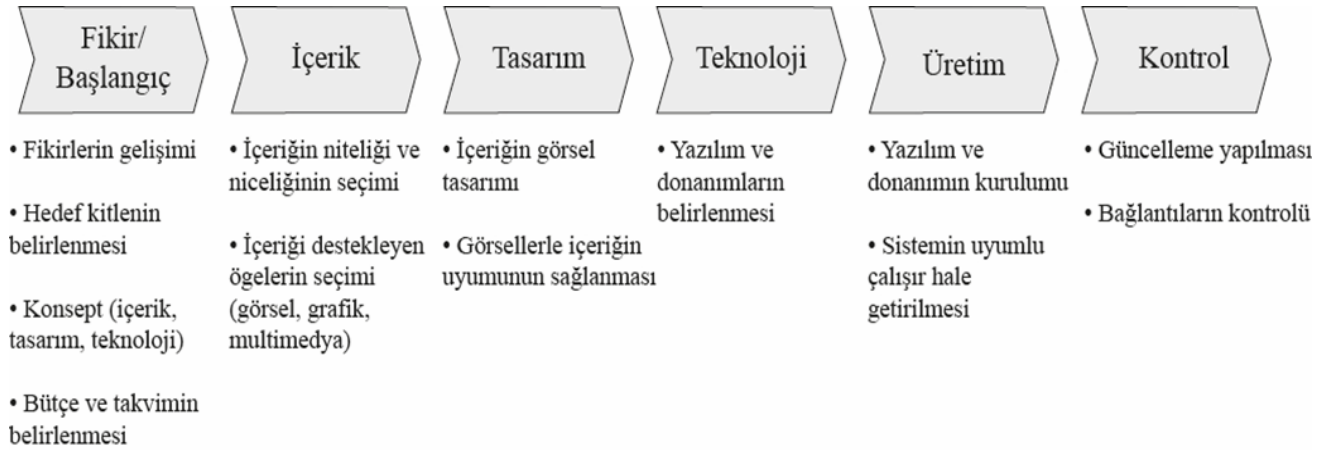 Fikir/
Başlangıç
İçerik
Tasarım
Teknoloji
Üretim
Kontrol
• Fikirlerin gelişimi
• Hedef kitlenin
belirlenmesi
• Konsept (içerik,
tasarım, teknoloji)
• Bütçe ve takvimin
belirlenmesi
• İçeriğin niteliği ve
niceliğinin seçimi
• İçeriği destekleyen
ögelerin seçimi
(görsel, grafik,
multimedya)
• İçeriğin görsel
tasarımı
• Görsellerle içeriğin
uyumunun sağlanması
• Yazılım ve
donanımların
belirlenmesi
• Yazılım ve
donanımın kurulumu
• Sistemin uyumlu
çalışır hale
getirilmesi
• Güncelleme yapılması
• Bağlantıların kontrolü